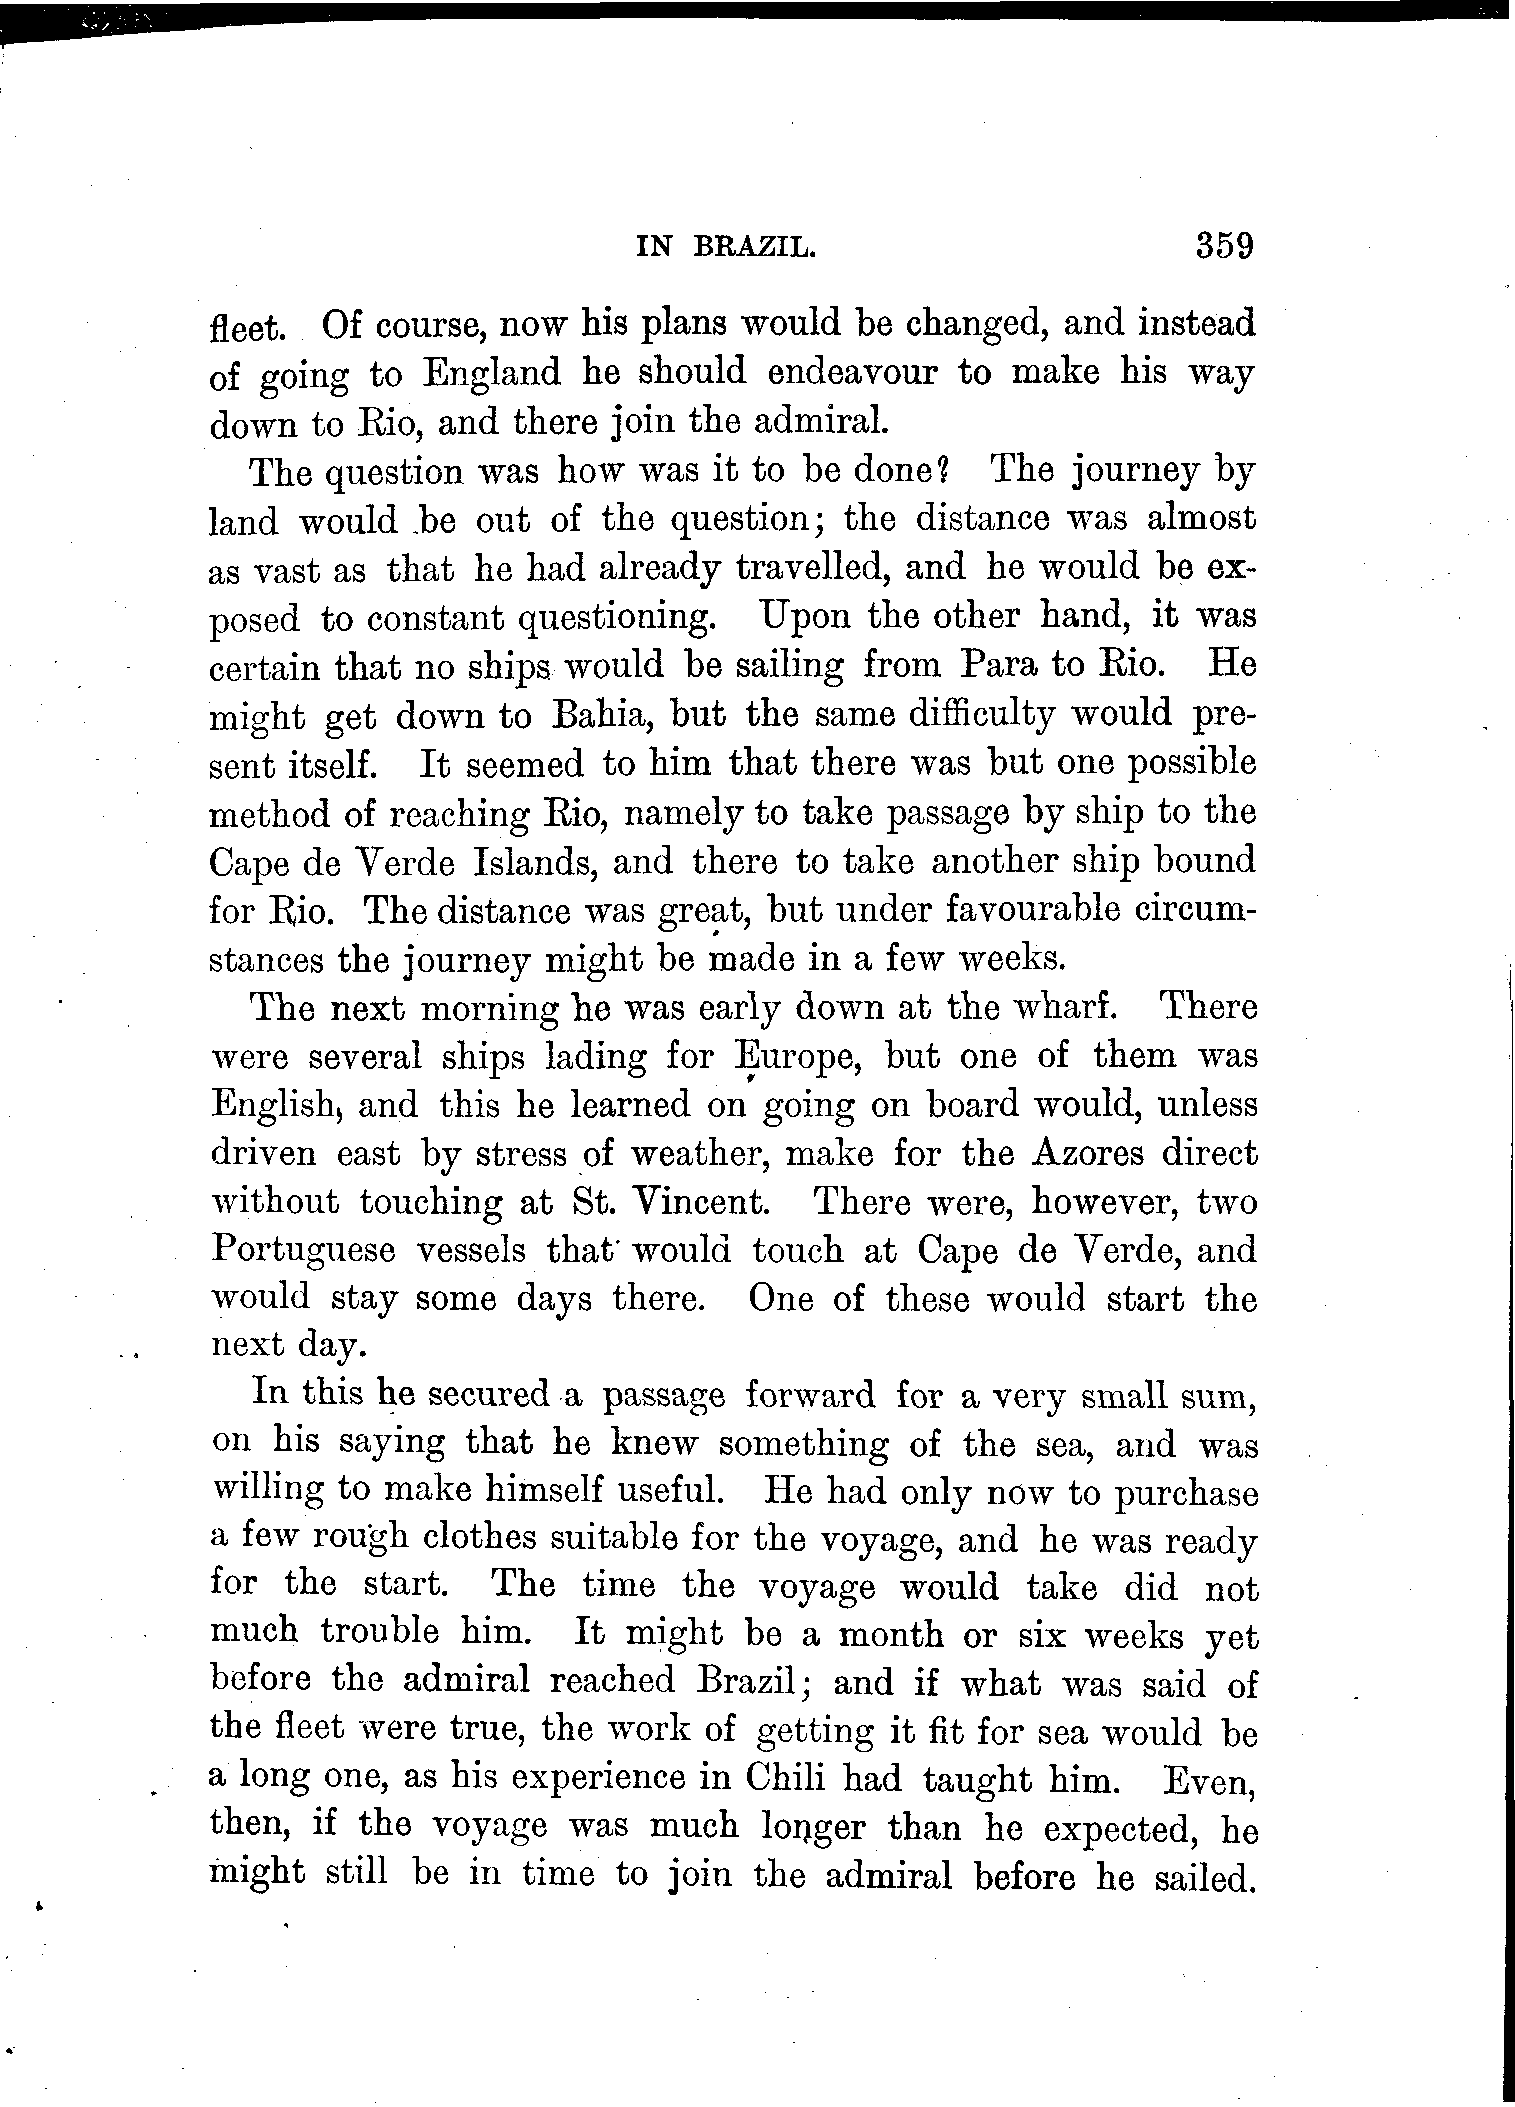 IN BRAZIL. 359
fleet. Of course, now his plans would be changed, and instead
of going to England he should endeavour to make his way
down to Rio, and there join the admiral.
The question was how was it to be done? The journey by
land would be out of the question; the distance was almost
as vast as that he had already travelled, and he would be ex-
posed to constant questioning. Upon the other hand, it was
certain that no ships would be sailing from Para to Rio. He
might get down to Bahia, but the same difficulty would pre-
sent itself. It seemed to him that there was but one possible
method of reaching Rio, namely to take passage by ship to the
Cape de Verde Islands, and there to take another ship bound
for Rio. The distance was great, but under favourable circum-
stances the journey might be made in a few weeks.
The next morning he was early down at the wharf. There
were several ships lading for Europe, but one of them was
English, and this he learned on going on board would, unless
driven east by stress of weather, make for the Azores direct
without touching at St. Vincent. There were, however, two
Portuguese vessels that would touch at Cape de Verde, and
would stay some days there. One of these would start the
next day.
In this he secured a passage forward for a very small sum,
on his saying that he knew something of the sea, and was
willing to make himself useful. He had only now to purchase
a few rough clothes suitable for the voyage, and he was ready
for the start. The time the voyage would take did not
much trouble him. It might be a month or six weeks yet
before the admiral reached Brazil; and if what was said of
the fleet were true, the work of getting it fit for sea would be
a long one, as his experience in Chili had taught him. Even,
then, if the voyage was much longer than he expected, he
might still be in time to join the admiral before he sailed.